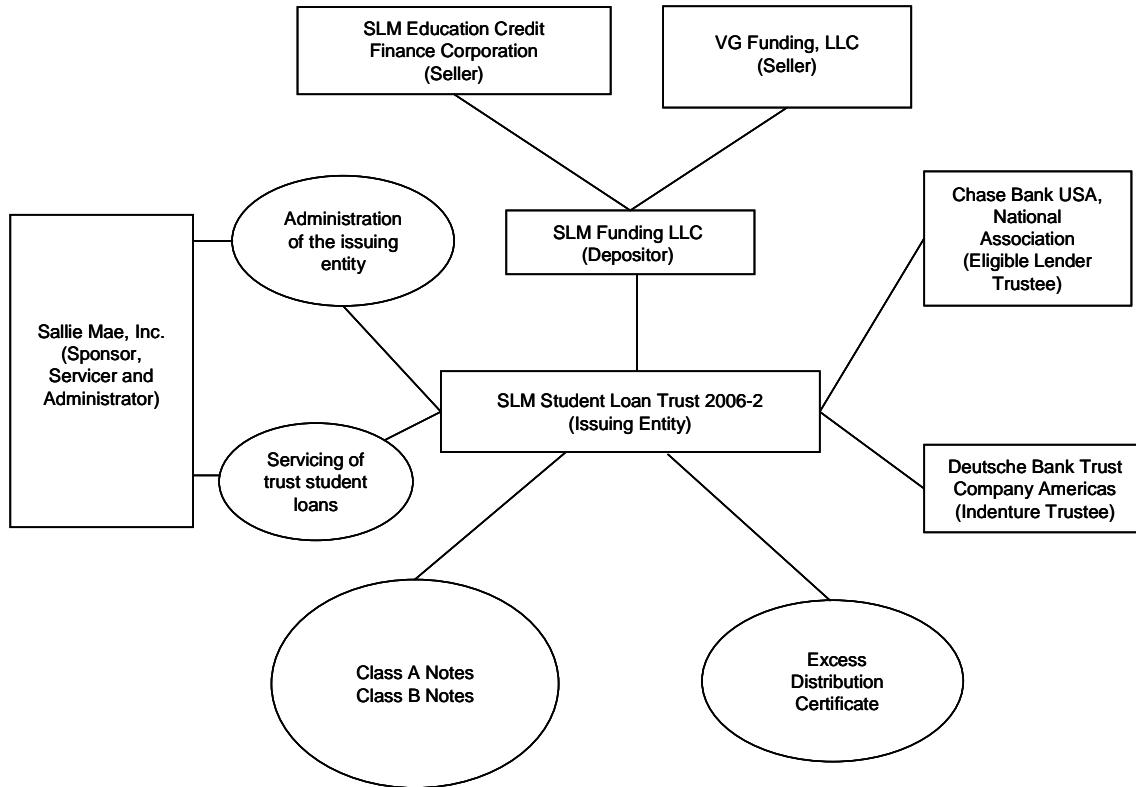 SLM Education Credit
Finance Corporation
(Seller)
VG Funding, LLC
(Seller)
Administration
of the issuing
entity
SLM Funding LLC
(Depositor)
Chase Bank USA,
National
Association
(Eligible Lender
Trustee)
Sallie Mae, Inc.
(Sponsor,
Servicer and
Administrator)
SLM Student Loan Trust 2006-2
(Issuing Entity)
Servicing of
trust student
loans
Deutsche Bank Trust
Company Americas
(Indenture Trustee)
Class A Notes
Class B Notes
Excess
Distribution
Certificate